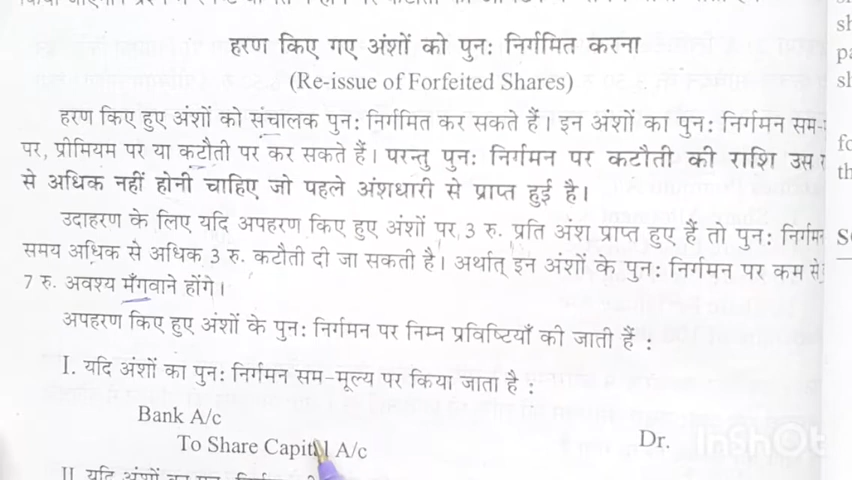 हरण किए गए अंशों को पुन: निर्गमित करना
(Re-issue of Forfeited Shares)
हरण किए हुए अंशों को संचालक पुन: निर्गमित कर सकते हैं। इन अंशों का पुन: निर्गमन सम-
पर, प्रीमियम पर या कटौती पर कर सकते हैं। परन्तु पुन: निर्गमन पर कटौती की राशि उस
से अधिक नहीं होनी चाहिए जो पहले अंशधारी से प्राप्त हुई है।
उदाहरण के लिए यदि अपहरण किए हुए अंशों पर 3 रु. प्रति अंश प्राप्त हुए हैं तो पुन: निर्गमन
समय अधिक से अधिक 3 रु. कटौती दी जा सकती है। अर्थात् इन अंशों के पुन: निर्गमन पर कम से
7 रु. अवश्य मँगवाने होंगे।
अपहरण किए हुए अंशों के पुन: निर्गमन पर निम्न प्रविष्टियाँ की जाती हैं :
I. यदि अंशों का पुन: निर्गमन सम-मूल्य पर किया जाता है :
Bank A/c Dr.
To Share Capital A/c
II. यदि अंशों का पुन:
InShOt